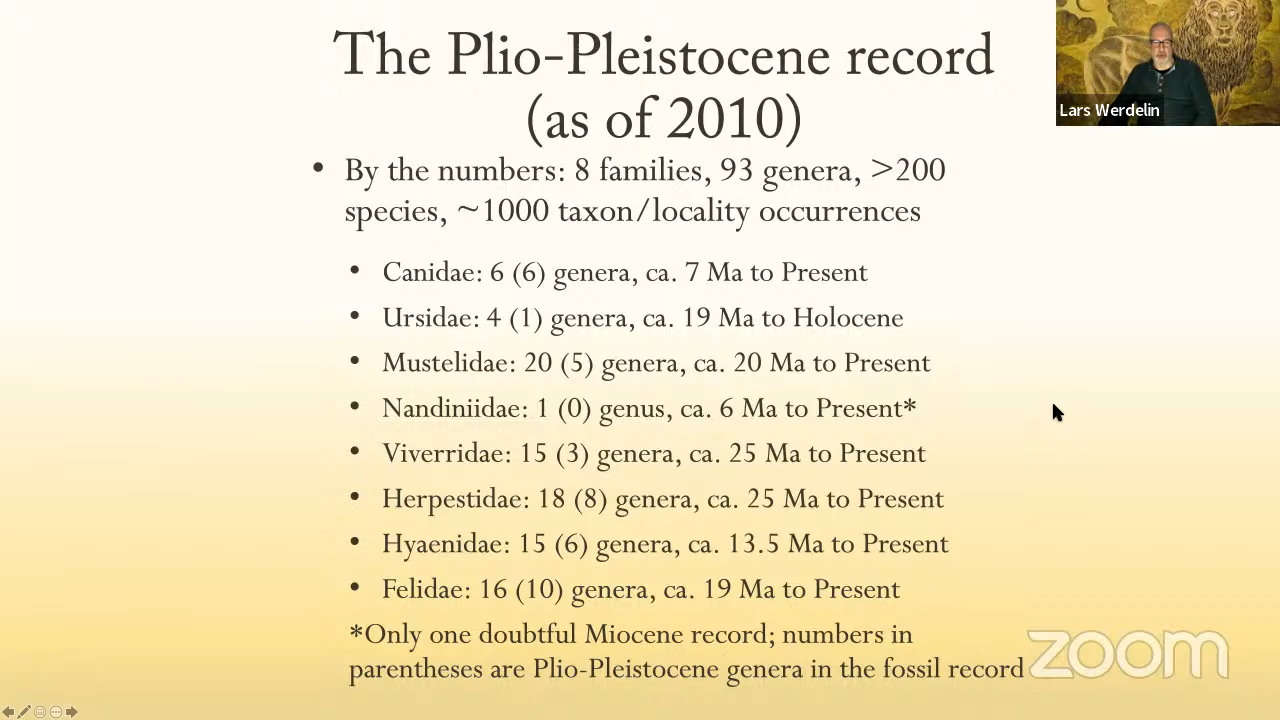 The Plio-Pleistocene record
(as of 2010)
Lars Werdelin
• By the numbers: 8 families, 93 genera, >200
species, ~1000 taxon/locality occurrences
• Canidae: 6 (6) genera, ca. 7 Ma to Present
• Ursidae: 4 (1) genera, ca. 19 Ma to Holocene
• Mustelidae: 20 (5) genera, ca. 20 Ma to Present
• Nandiniidae: 1 (0) genus, ca. 6 Ma to Present*
• Viverridae: 15 (3) genera, ca. 25 Ma to Present
• Herpestidae: 18 (8) genera, ca. 25 Ma to Present
• Hyaenidae: 15 (6) genera, ca. 13.5 Ma to Present
• Felidae: 16 (10) genera, ca. 19 Ma to Present
*Only one doubtful Miocene record; numbers in
parentheses are Plio-Pleistocene genera in the fossil record
zoom